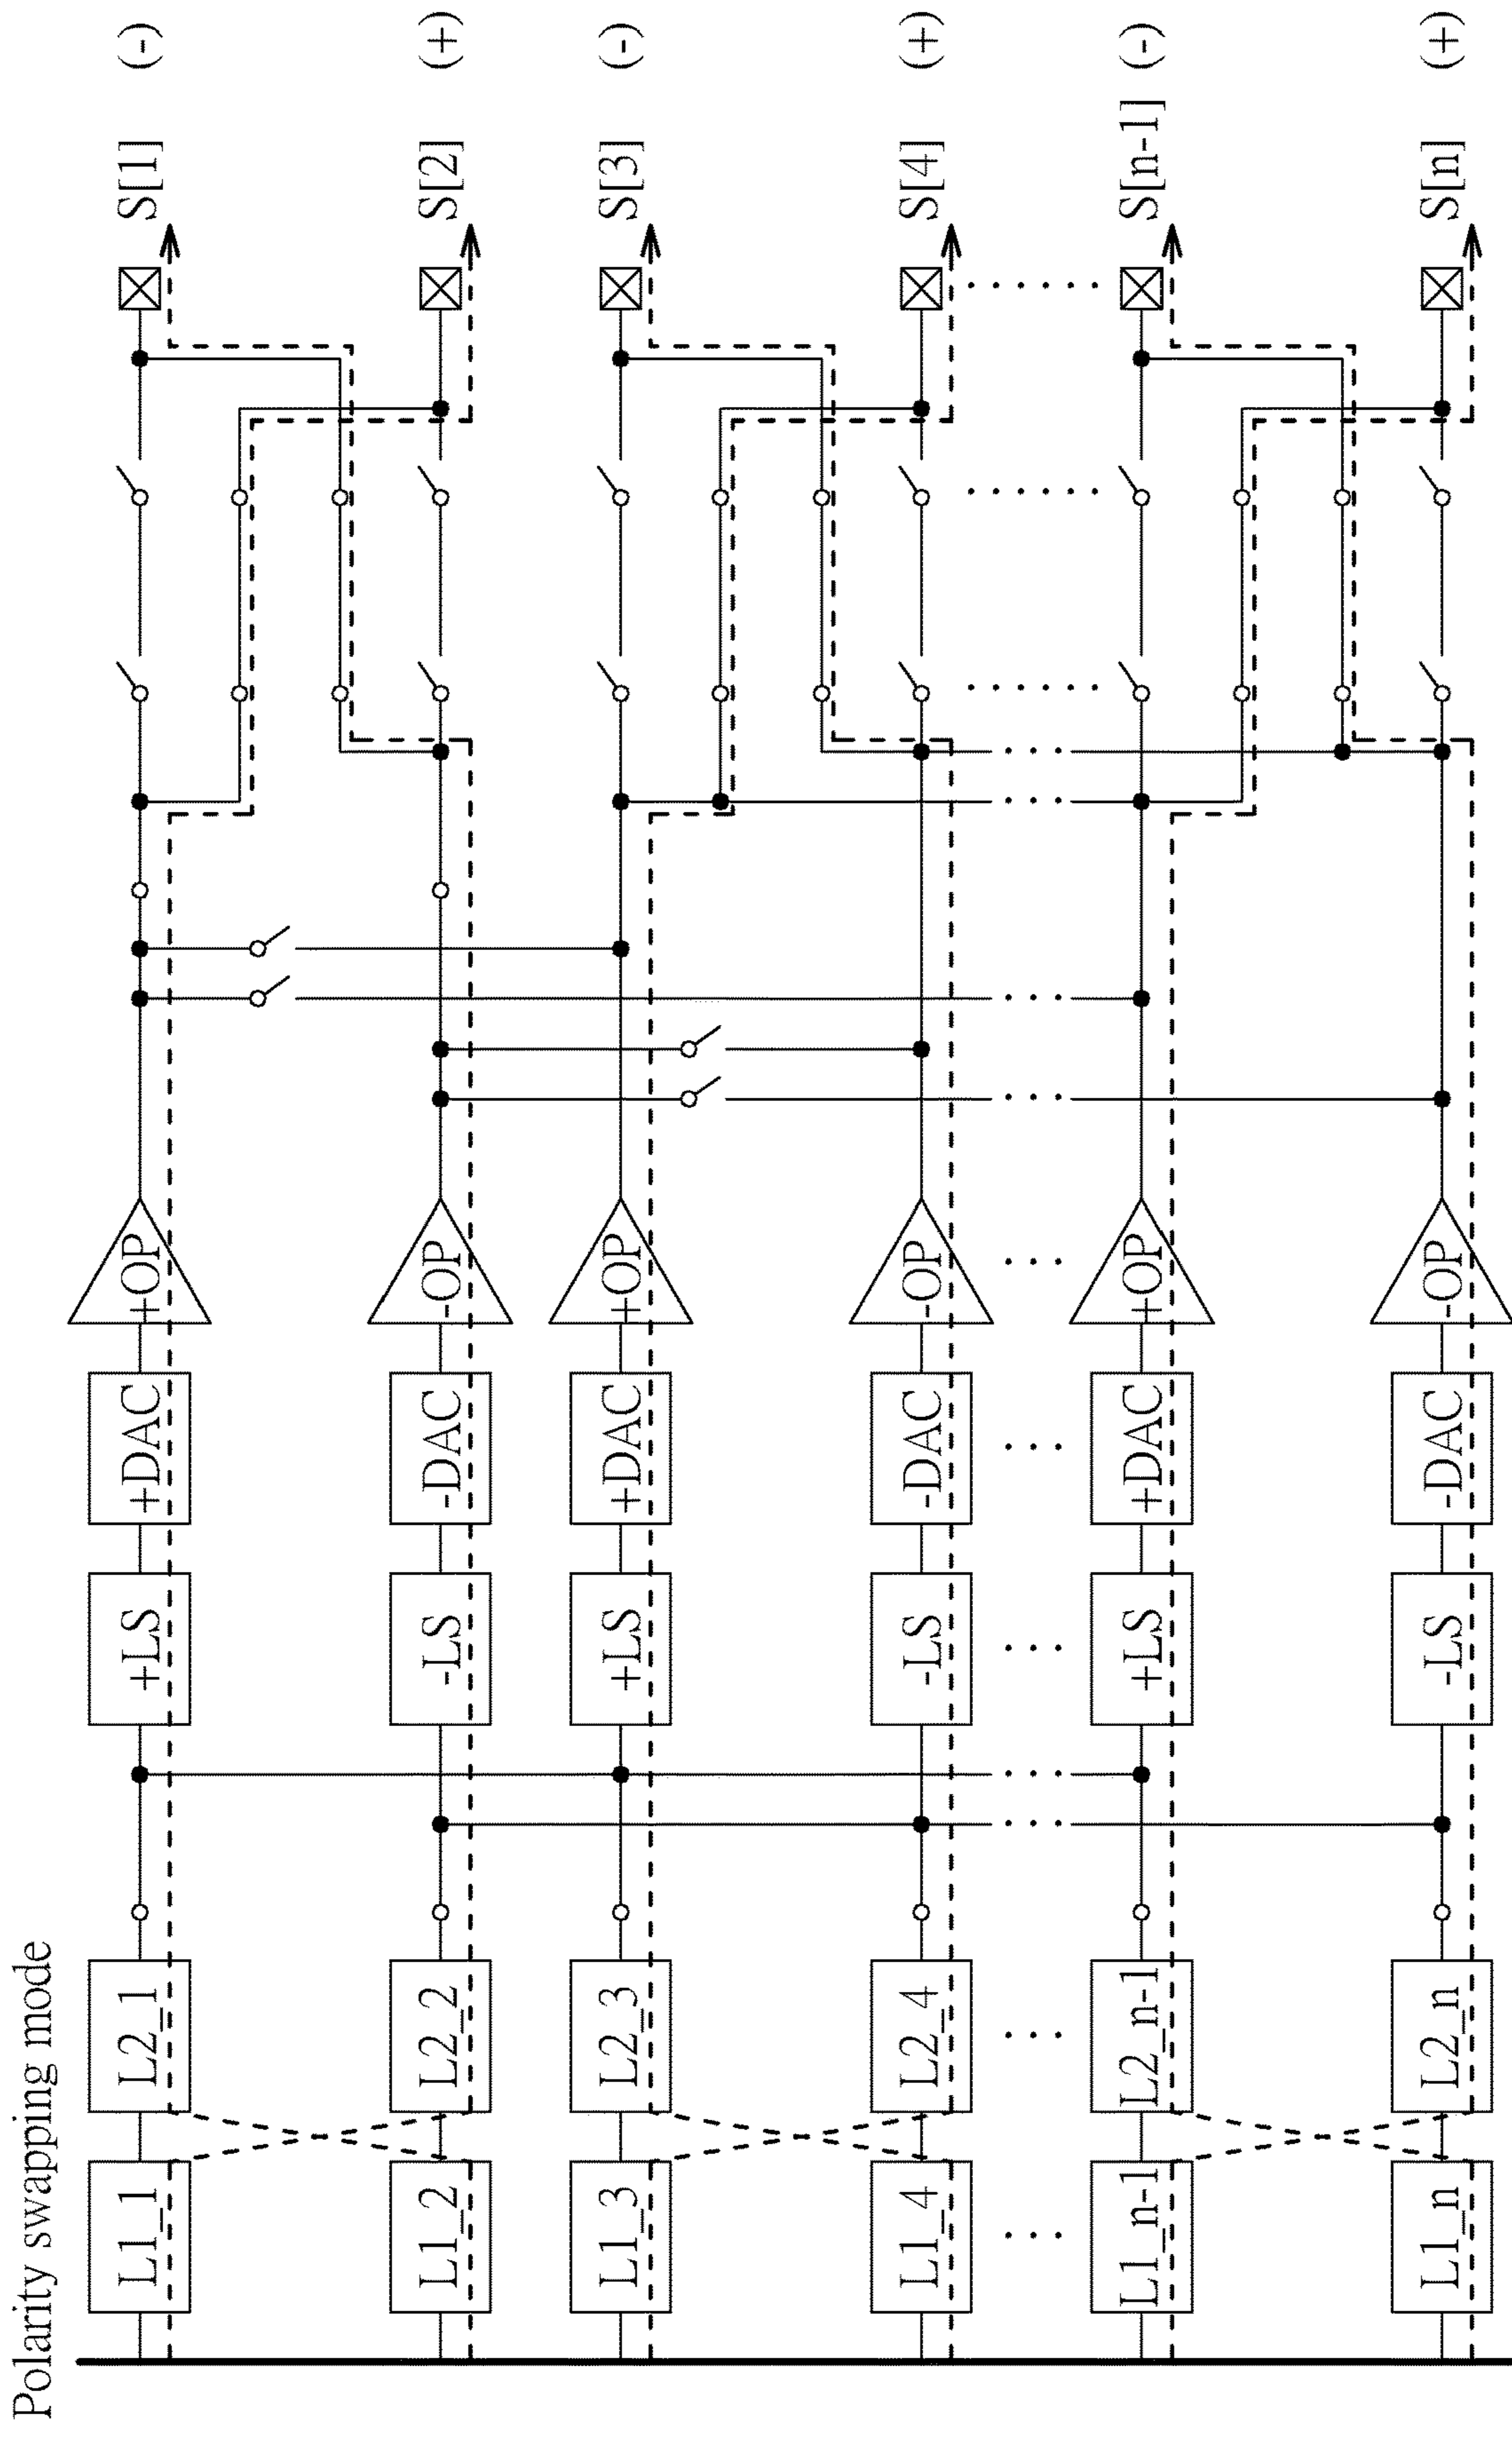 Polarity swapping mode
L1_1 L2_1 +LS +DAC +OP S[1] (-)
L1_2 L2_2 -LS -DAC -OP S[2] (+)
L1_3 L2_3 +LS +DAC +OP S[3] (-)
L1_4 L2_4 -LS -DAC -OP S[4] (+)
L1_n-1 L2_n-1 +LS +DAC +OP S[n-1] (-)
L1_n L2_n -LS -DAC -OP S[n] (+)